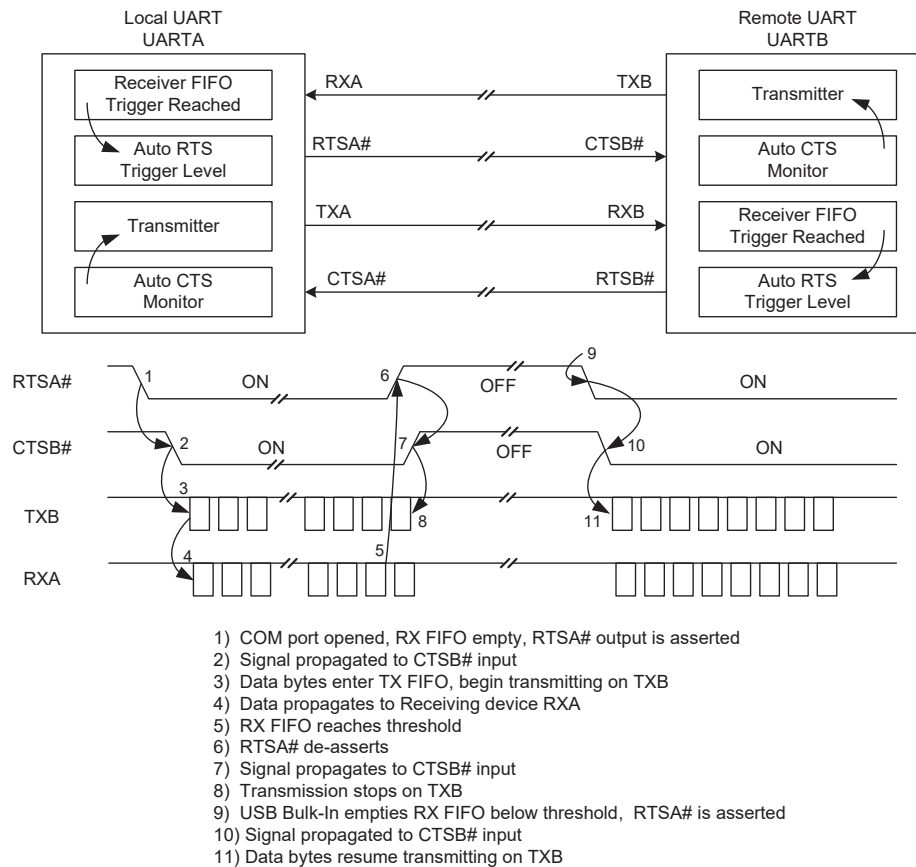 Local UART
UARTA
Remote UART
UARTB
Receiver FIFO
Trigger Reached
Auto RTS
Trigger Level
Transmitter
Auto CTS
Monitor
RXA
TXB
RTSA#
CTSB#
TXA
RXB
CTSA#
RTSB#
Transmitter
Auto CTS
Monitor
Receiver FIFO
Trigger Reached
Auto RTS
Trigger Level
RTSA#
1
ON
6
OFF
9
ON
CTSB#
2
ON
7
OFF
10
ON
TXB
3
8
11
RXA
4
5
1) COM port opened, RX FIFO empty, RTSA# output is asserted
2) Signal propagated to CTSB# input
3) Data bytes enter TX FIFO, begin transmitting on TXB
4) Data propagates to Receiving device RXA
5) RX FIFO reaches threshold
6) RTSA# de-asserts
7) Signal propagates to CTSB# input
8) Transmission stops on TXB
9) USB Bulk-In empties RX FIFO below threshold, RTSA# is asserted
10) Signal propagated to CTSB# input
11) Data bytes resume transmitting on TXB